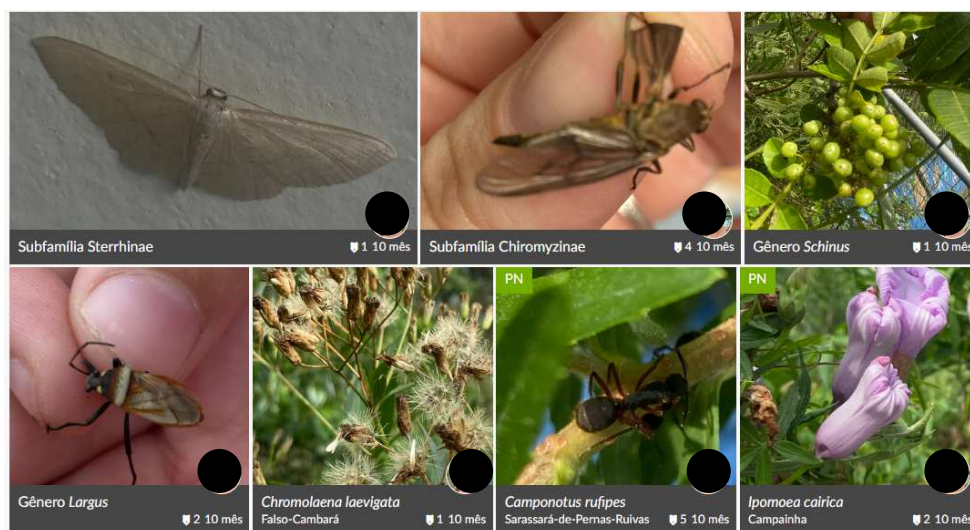 Subfamília Sterrhinae
1 10 mês
Subfamília Chiromyzinae
4 10 mês
Gênero Schinus
1 10 mês
Gênero Largus
2 10 mês
Chromolaena laevigata
Falso-Cambará
1 10 mês
PN
Camponotus rufipes
Sarassará-de-Pernas-Ruivas
5 10 mês
PN
Ipomoea cairica
Campainha
2 10 mês